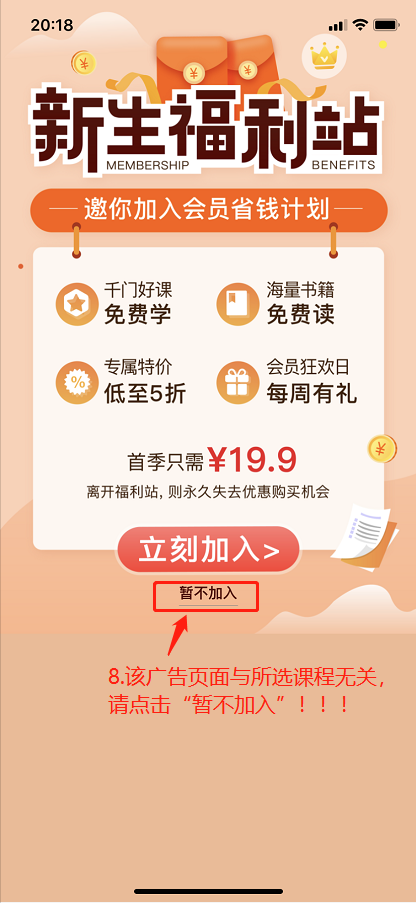 20:18
新生福利站
MEMBERSHIP
BENEFITS
邀你加入会员省钱计划
千门好课
免费学
海量书籍
免费读
专属特价
低至5折
会员狂欢日
每周有礼
首季只需¥19.9
离开福利站，则永久失去优惠购买机会
立刻加入>
暂不加入
8.该广告页面与所选课程无关，
请点击“暂不加入”！！！